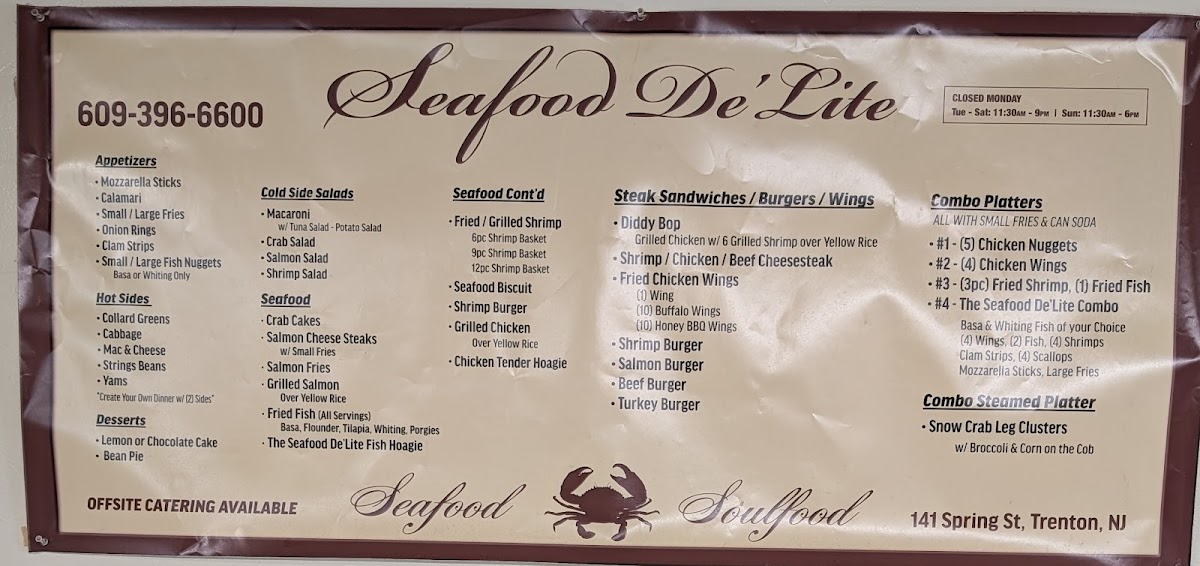 Seafood De'Lite
609-396-6600
CLOSED MONDAY
Tue - Sat: 11:30AM - 9PM | Sun: 11:30AM - 6PM
Appetizers
• Mozzarella Sticks
• Calamari
• Small / Large Fries
• Onion Rings
• Clam Strips
• Small / Large Fish Nuggets
Basa or Whiting Only
Hot Sides
• Collard Greens
• Cabbage
• Mac & Cheese
• Strings Beans
• Yams
"Create Your Own Dinner w/ (2) Sides"
Desserts
• Lemon or Chocolate Cake
• Bean Pie
Cold Side Salads
• Macaroni
w/ Tuna Salad - Potato Salad
• Crab Salad
• Salmon Salad
• Shrimp Salad
Seafood
• Crab Cakes
• Salmon Cheese Steaks
w/ Small Fries
• Salmon Fries
• Grilled Salmon
Over Yellow Rice
• Fried Fish (All Servings)
Basa, Flounder, Tilapia, Whiting, Porgies
• The Seafood De'Lite Fish Hoagie
Seafood Cont'd
• Fried / Grilled Shrimp
6pc Shrimp Basket
9pc Shrimp Basket
12pc Shrimp Basket
• Seafood Biscuit
• Shrimp Burger
• Grilled Chicken
Over Yellow Rice
• Chicken Tender Hoagie
Steak Sandwiches / Burgers / Wings
• Diddy Bop
Grilled Chicken w/ 6 Grilled Shrimp over Yellow Rice
• Shrimp / Chicken / Beef Cheesesteak
• Fried Chicken Wings
(1) Wing
(10) Buffalo Wings
(10) Honey BBQ Wings
• Shrimp Burger
• Salmon Burger
• Beef Burger
• Turkey Burger
Combo Platters
ALL WITH SMALL FRIES & CAN SODA
• #1 - (5) Chicken Nuggets
• #2 - (4) Chicken Wings
• #3 - (3pc) Fried Shrimp, (1) Fried Fish
• #4 - The Seafood De'Lite Combo
Basa & Whiting Fish of your Choice
(4) Wings, (2) Fish, (4) Shrimps
Clam Strips, (4) Scallops
Mozzarella Sticks, Large Fries
Combo Steamed Platter
• Snow Crab Leg Clusters
w/ Broccoli & Corn on the Cob
OFFSITE CATERING AVAILABLE
Seafood Soulfood
141 Spring St, Trenton, NJ